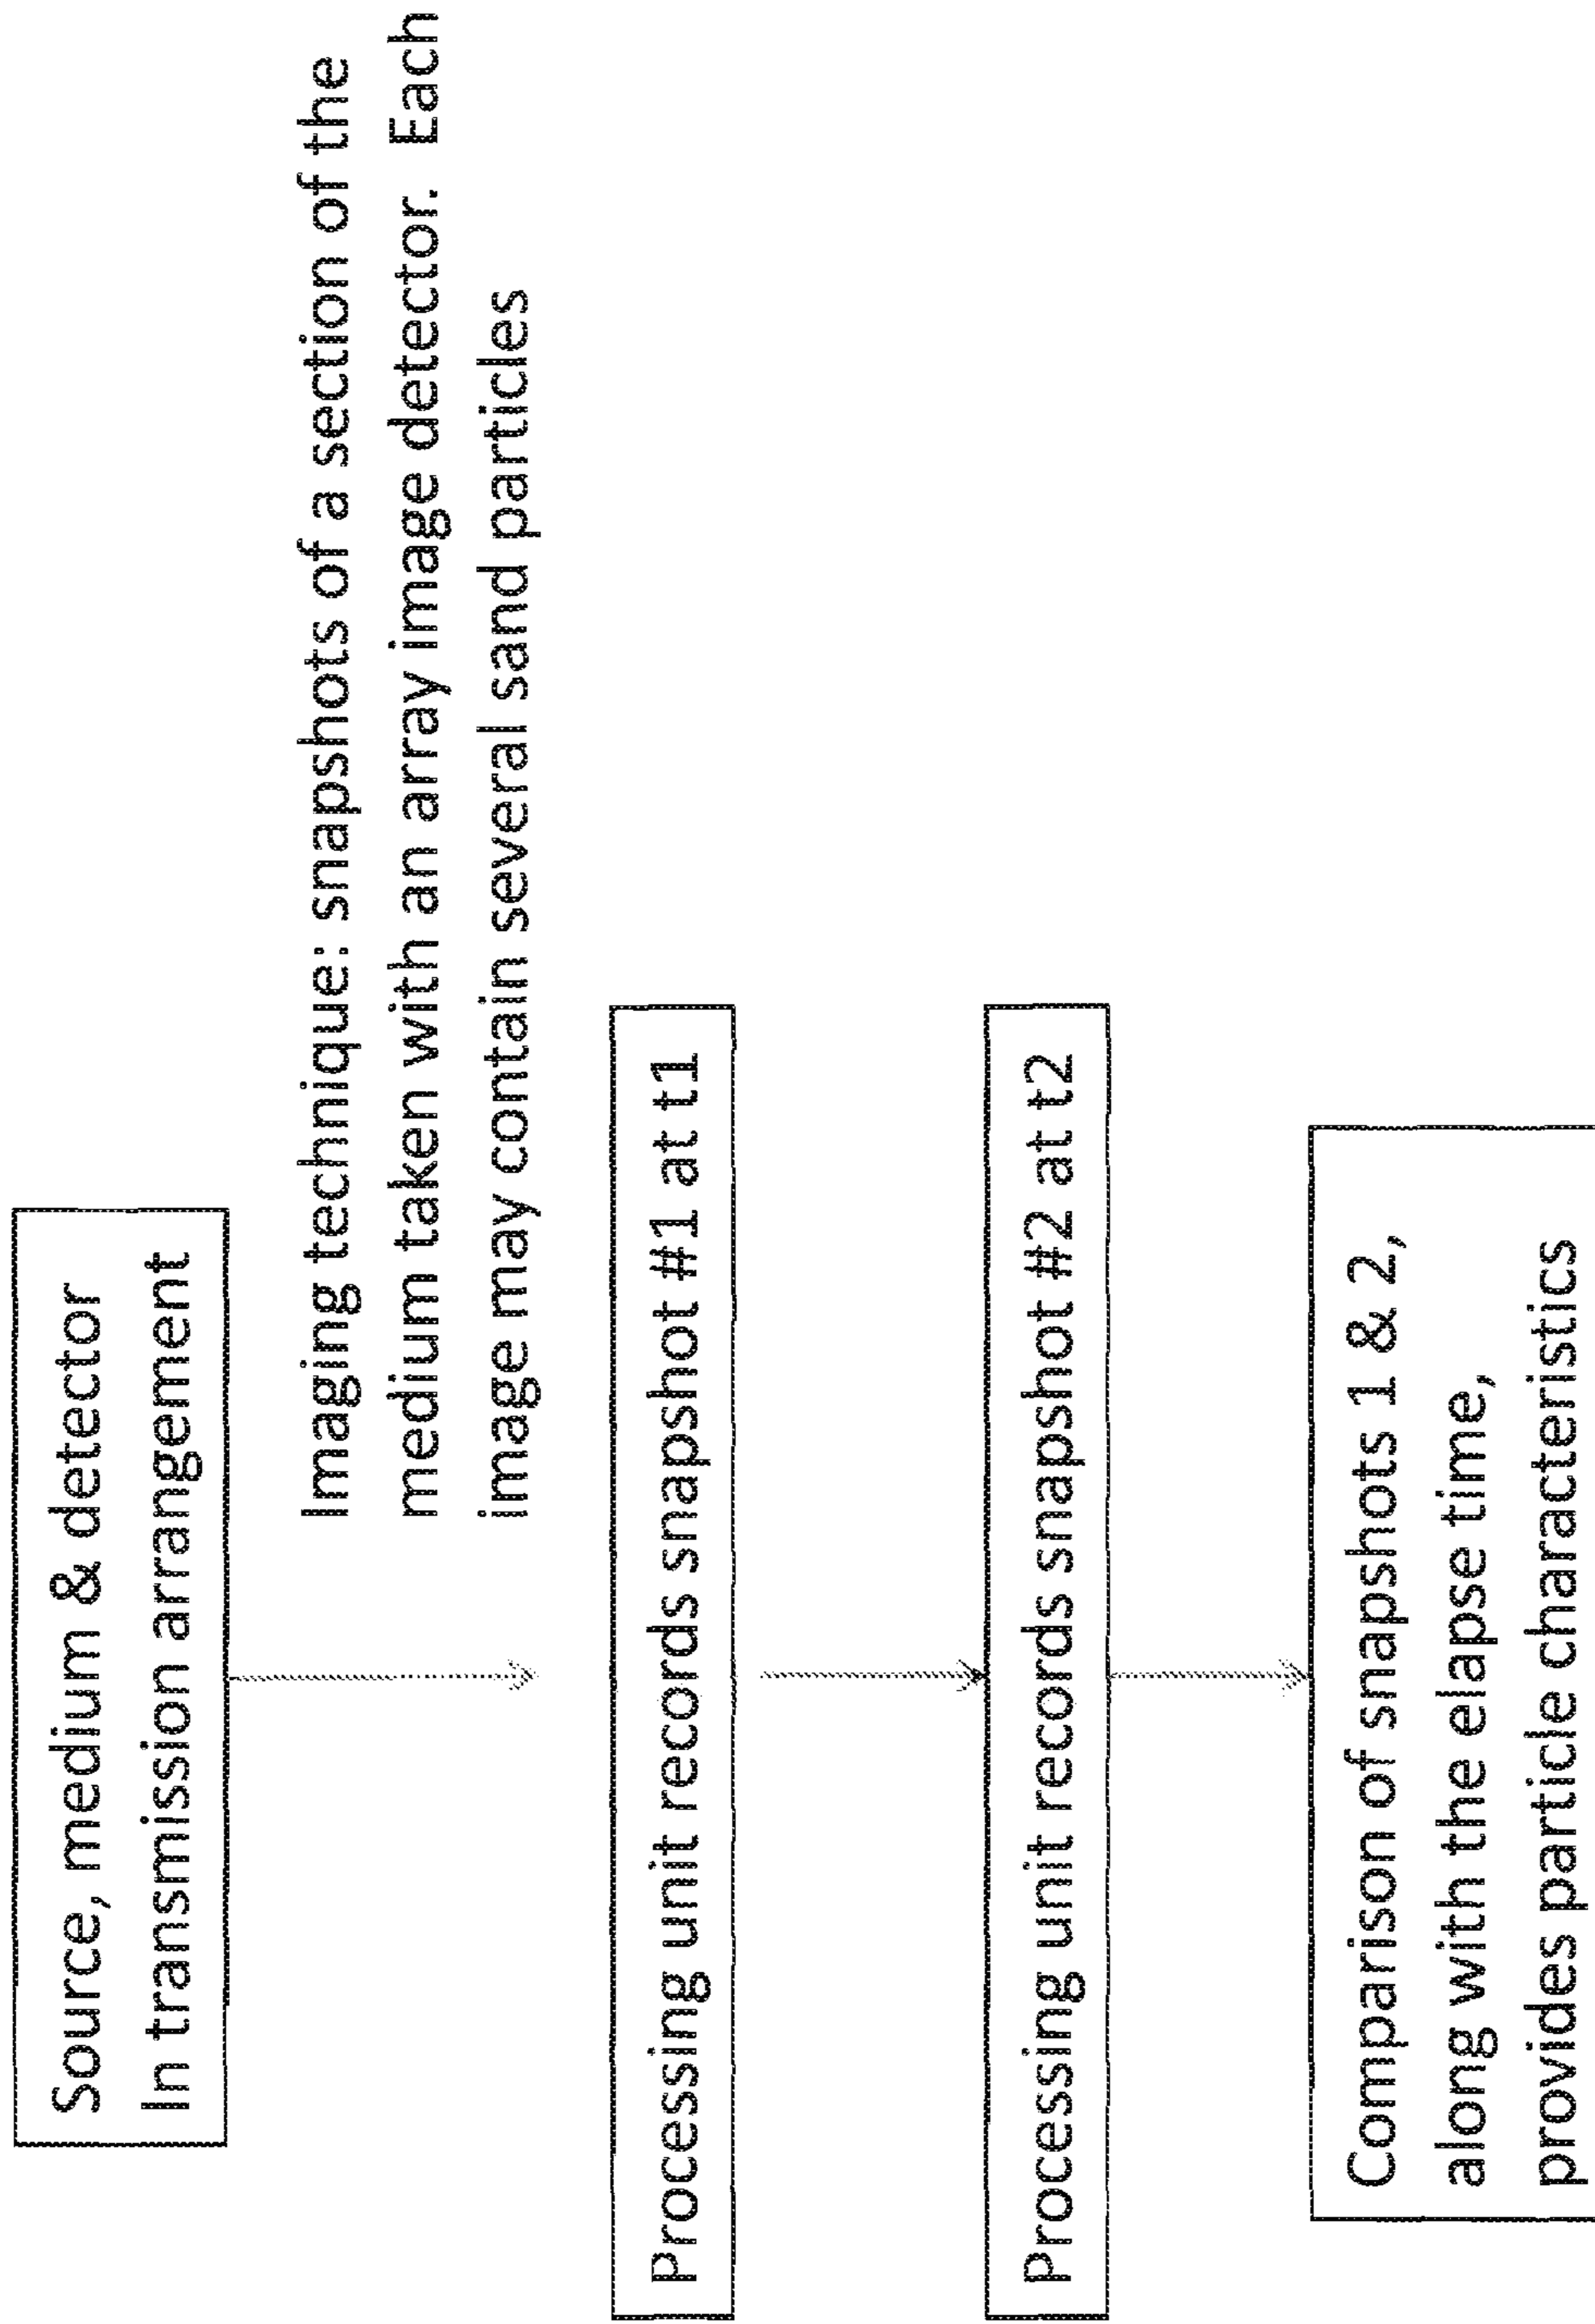 Source, medium & detector
In transmission arrangement
Imaging technique: snapshots of a section of the
medium taken with an array image detector. Each
image may contain several sand particles
Processing unit records snapshot #1 at t1
Processing unit records snapshot #2 at t2
Comparison of snapshots 1 & 2,
along with the elapse time,
provides particle characteristics